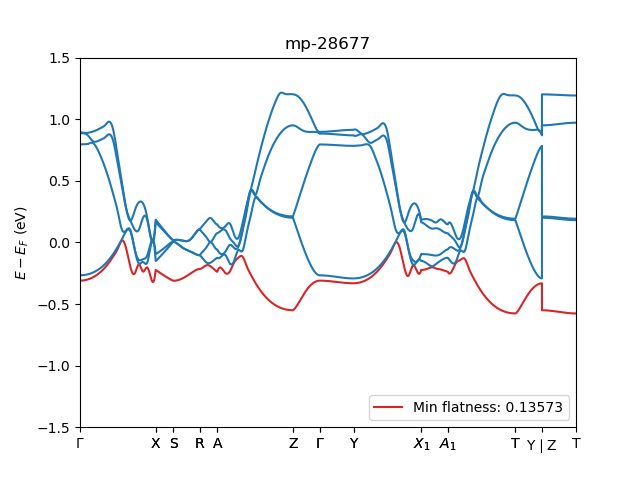 mp-28677
1.5
1.0
0.5
0.0
−0.5
−1.0
−1.5
E − E_F (eV)
Min flatness: 0.13573
Γ X S R A Z Γ Y X₁ A₁ T Y | Z T